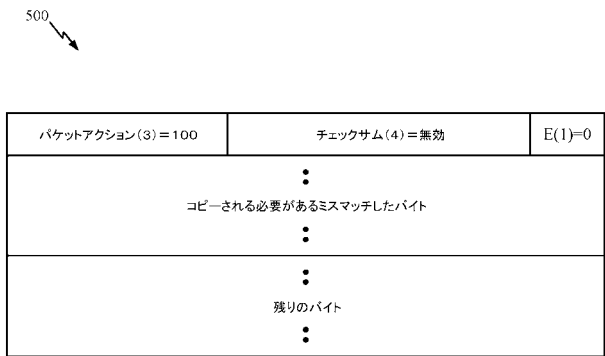 500
パケットアクション(3)=100
チェックサム(4)=無効
E(1)=0
コピーされる必要があるミスマッチしたバイト
残りのバイト